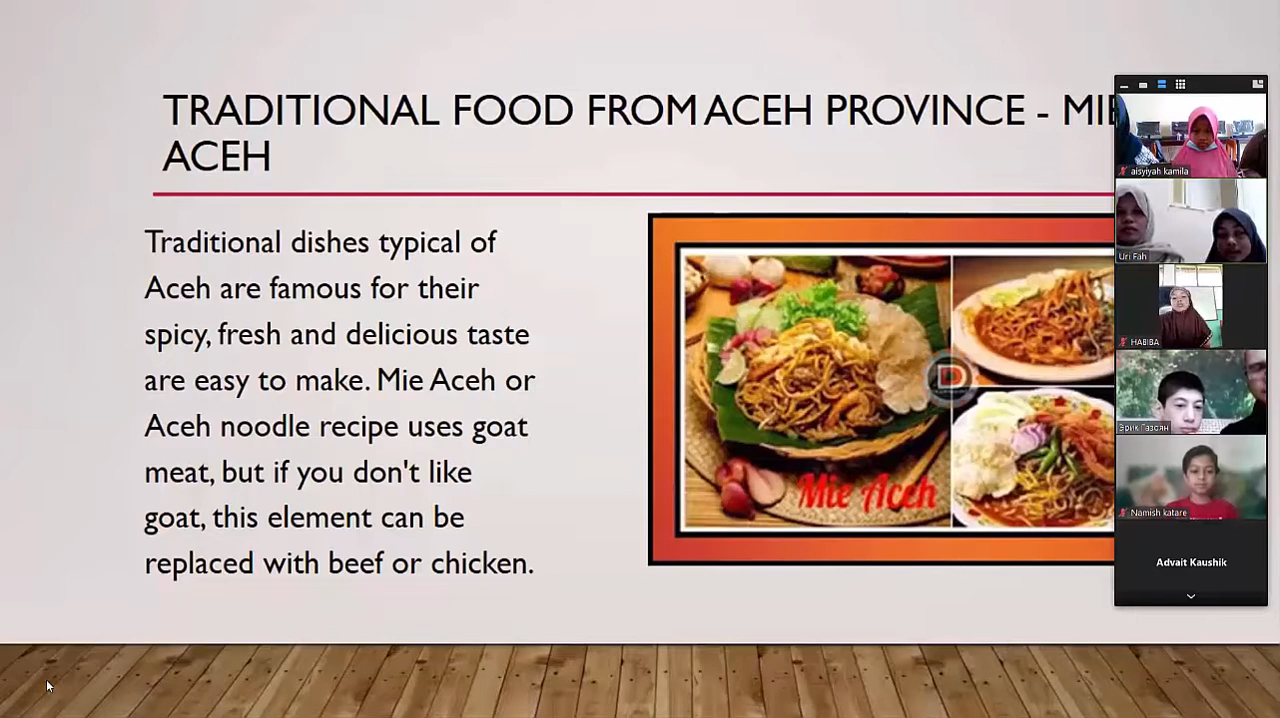 TRADITIONAL FOOD FROM ACEH PROVINCE - MIE
ACEH
Traditional dishes typical of
Aceh are famous for their
spicy, fresh and delicious taste
are easy to make. Mie Aceh or
Aceh noodle recipe uses goat
meat, but if you don't like
goat, this element can be
replaced with beef or chicken.
Mie Aceh
D
aisyiyah kamila
Uri Fah
HABIBA
Эрик Газоян
Namish katare
Advait Kaushik